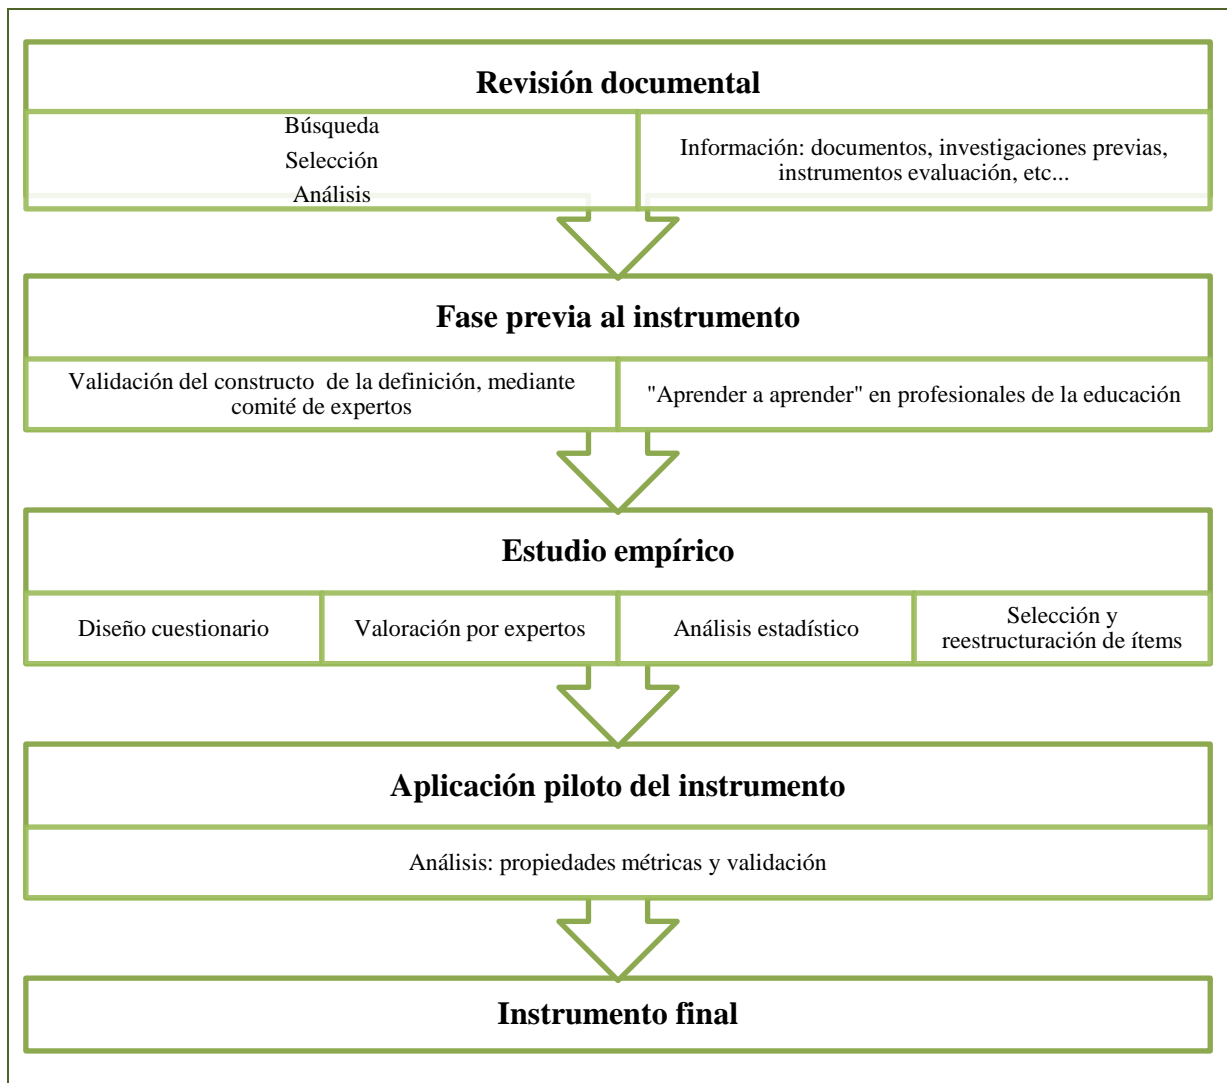 Revisión documental
Búsqueda
Selección
Análisis
Información: documentos, investigaciones previas,
instrumentos evaluación, etc...
Fase previa al instrumento
Validación del constructo  de la definición, mediante
comité de expertos
"Aprender a aprender" en profesionales de la educación
Estudio empírico
Diseño cuestionario
Valoración por expertos
Análisis estadístico
Selección y
reestructuración de ítems
Aplicación piloto del instrumento
Análisis: propiedades métricas y validación
Instrumento final